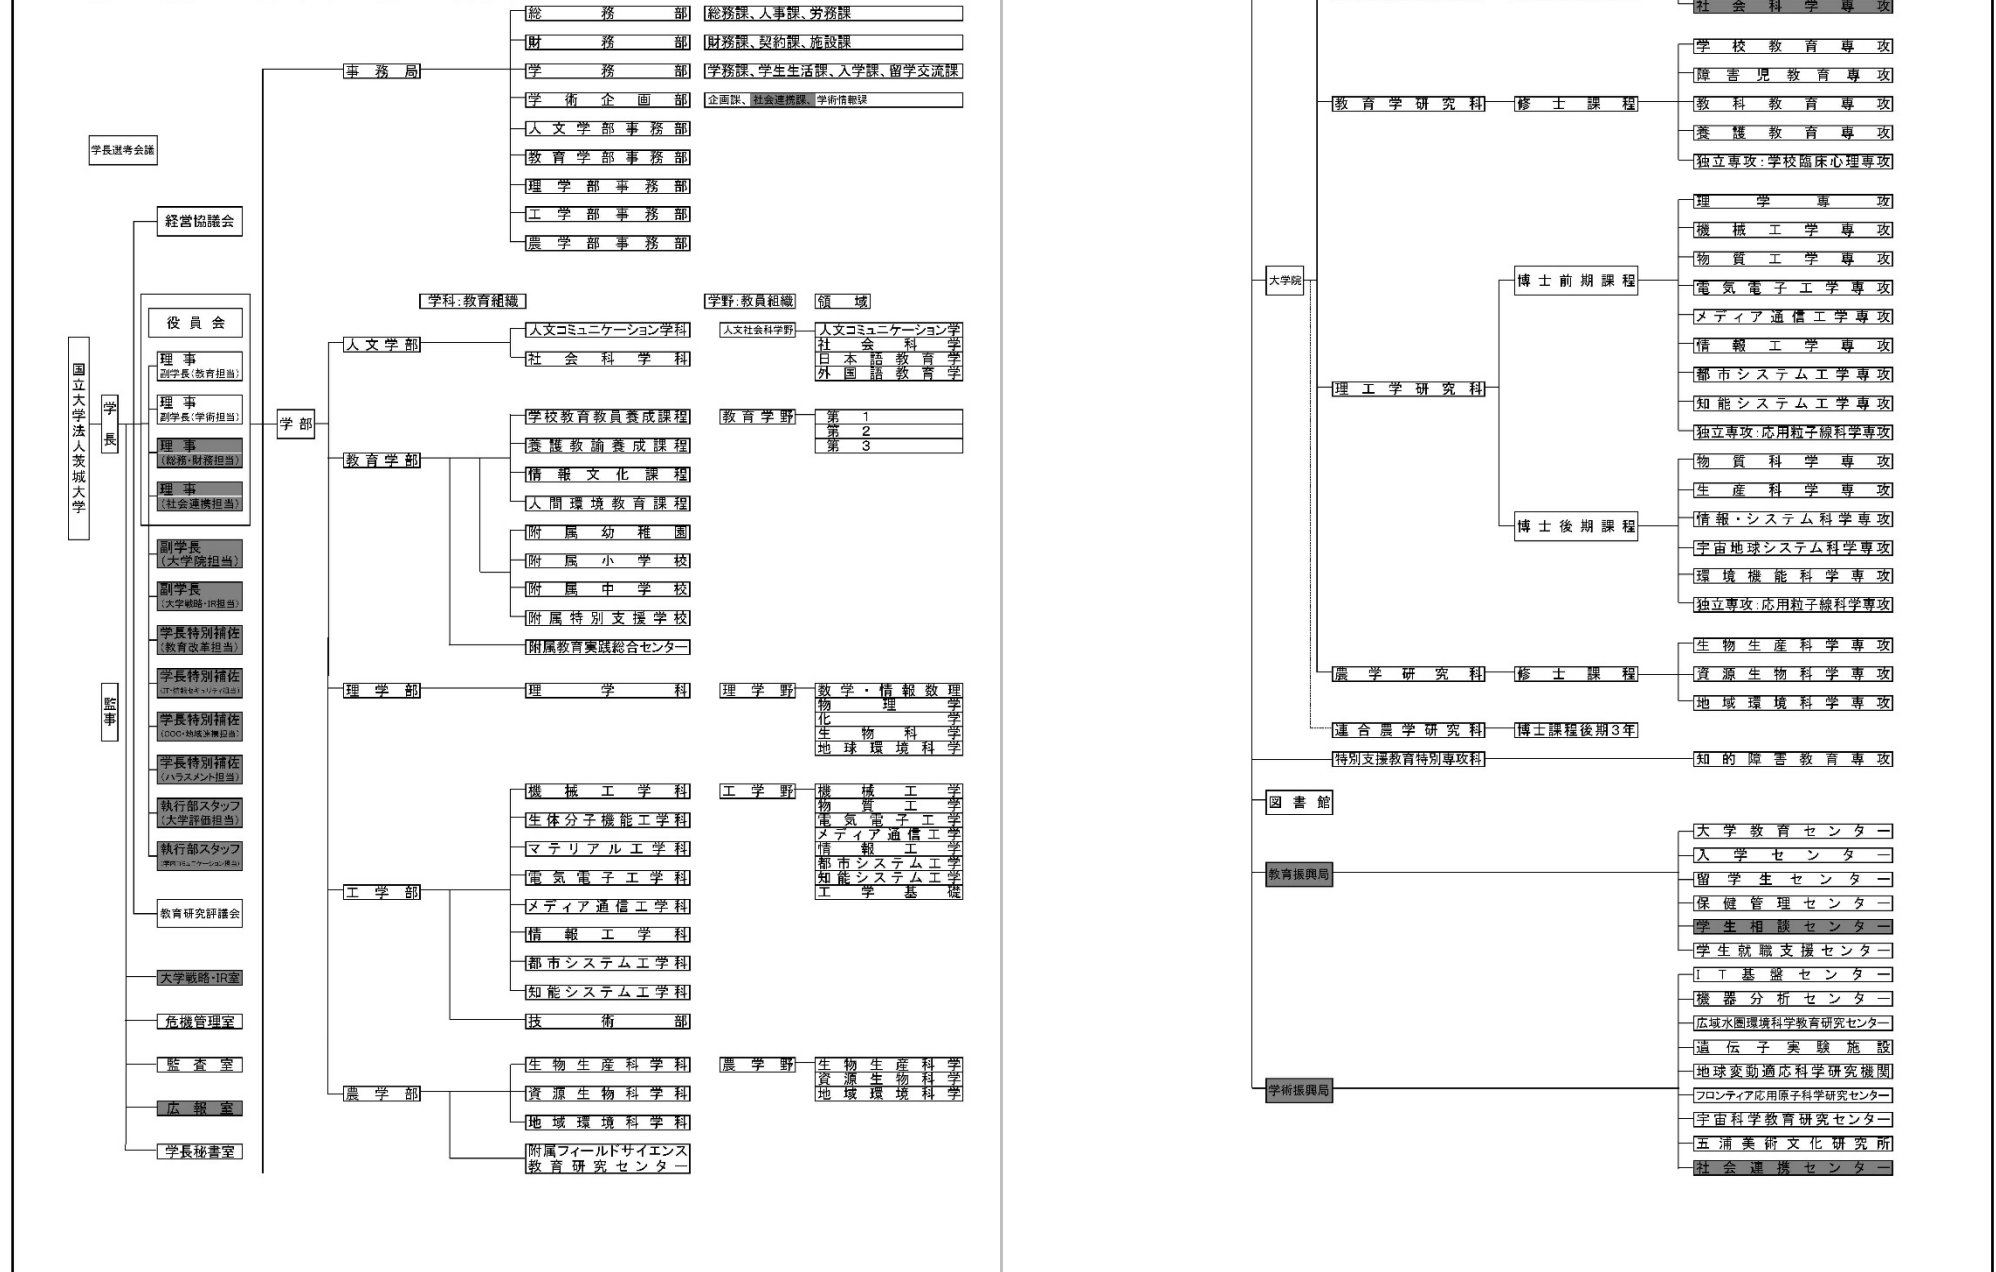 総務部 総務課、人事課、労務課
財務部 財務課、契約課、施設課
事務局 学務部 学務課、学生生活課、入学課、留学交流課
学術企画部 企画課、社会連携課、学術情報課
人文学部事務部
教育学部事務部
理学部事務部
工学部事務部
農学部事務部
学長選考会議
経営協議会
国立大学法人茨城大学
学長
監事
役員会
理事
副学長(教育担当)
理事
副学長(学術担当)
理事
(総務・財務担当)
理事
(社会連携担当)
副学長
(大学院担当)
副学長
(大学戦略・IR担当)
学長特別補佐
(教育改革担当)
学長特別補佐
(IT・情報セキュリティ担当)
学長特別補佐
(COC・地域連携担当)
学長特別補佐
(ハラスメント担当)
執行部スタッフ
(大学評価担当)
執行部スタッフ
(学内コミュニケーション担当)
教育研究評議会
大学戦略・IR室
危機管理室
監査室
広報室
学長秘書室
学部
学科:教育組織 学野:教員組織 領域
人文学部
人文コミュニケーション学科
社会科学科
人文社会科学野
人文コミュニケーション学
社会科学
日本語教育学
外国語教育学
教育学部
学校教育教員養成課程
養護教諭養成課程
情報文化課程
人間環境教育課程
附属幼稚園
附属小学校
附属中学校
附属特別支援学校
附属教育実践総合センター
教育学野
第1
第2
第3
理学部
理学科
理学野
数学・情報数理
物理学
化学
生物科学
地球環境科学
工学部
機械工学科
生体分子機能工学科
マテリアル工学科
電気電子工学科
メディア通信工学科
情報工学科
都市システム工学科
知能システム工学科
技術部
工学野
機械工学
物質工学
電気電子工学
メディア通信工学
情報工学
都市システム工学
知能システム工学
工学基礎
農学部
生物生産科学科
資源生物科学科
地域環境科学科
附属フィールドサイエンス
教育研究センター
農学野
生物生産科学
資源生物科学
地域環境科学
社会科学専攻
大学院
教育学研究科
修士課程
学校教育専攻
障害児教育専攻
教科教育専攻
養護教育専攻
独立専攻:学校臨床心理専攻
理工学研究科
博士前期課程
理学専攻
機械工学専攻
物質工学専攻
電気電子工学専攻
メディア通信工学専攻
情報工学専攻
都市システム工学専攻
知能システム工学専攻
独立専攻:応用粒子線科学専攻
博士後期課程
物質科学専攻
生産科学専攻
情報・システム科学専攻
宇宙地球システム科学専攻
環境機能科学専攻
独立専攻:応用粒子線科学専攻
農学研究科
修士課程
生物生産科学専攻
資源生物科学専攻
地域環境科学専攻
連合農学研究科 博士課程後期3年
特別支援教育特別専攻科 知的障害教育専攻
図書館
教育振興局
大学教育センター
入学センター
留学生センター
保健管理センター
学生相談センター
学生就職支援センター
学術振興局
IT基盤センター
機器分析センター
広域水圏環境科学教育研究センター
遺伝子実験施設
地球変動適応科学研究機関
フロンティア応用原子科学研究センター
宇宙科学教育研究センター
五浦美術文化研究所
社会連携センター